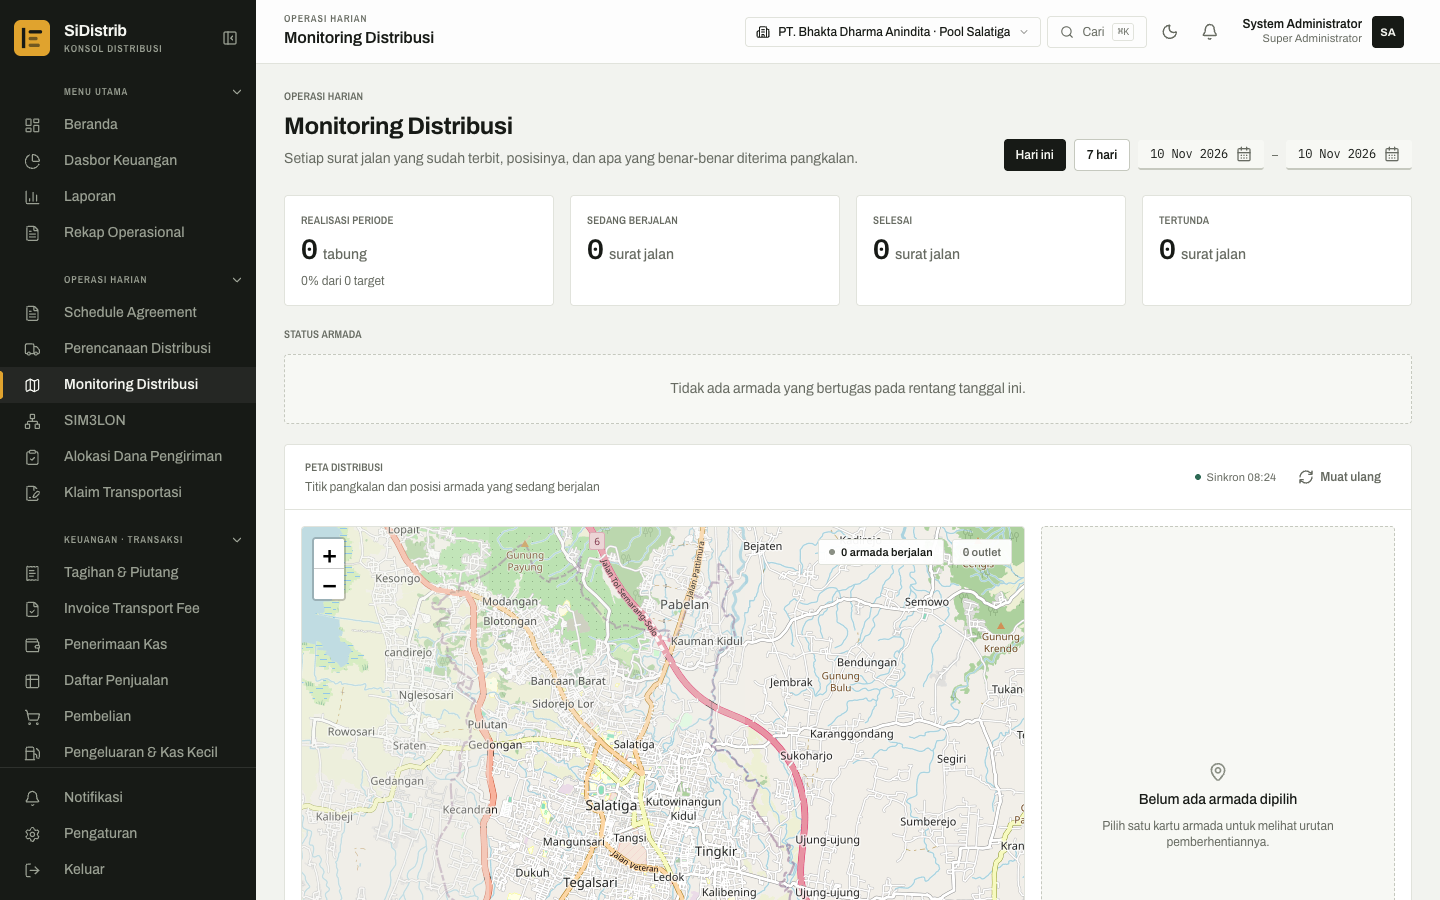 SiDistrib
KONSOL DISTRIBUSI
MENU UTAMA
Beranda
Dasbor Keuangan
Laporan
Rekap Operasional
OPERASI HARIAN
Schedule Agreement
Perencanaan Distribusi
Monitoring Distribusi
SIM3LON
Alokasi Dana Pengiriman
Klaim Transportasi
KEUANGAN · TRANSAKSI
Tagihan & Piutang
Invoice Transport Fee
Penerimaan Kas
Daftar Penjualan
Pembelian
Pengeluaran & Kas Kecil
Notifikasi
Pengaturan
Keluar
OPERASI HARIAN
Monitoring Distribusi
PT. Bhakta Dharma Anindita · Pool Salatiga
Cari ⌘K
System Administrator
Super Administrator
SA
OPERASI HARIAN
Monitoring Distribusi
Setiap surat jalan yang sudah terbit, posisinya, dan apa yang benar-benar diterima pangkalan.
Hari ini
7 hari
10 Nov 2026 – 10 Nov 2026
REALISASI PERIODE
0 tabung
0% dari 0 target
SEDANG BERJALAN
0 surat jalan
SELESAI
0 surat jalan
TERTUNDA
0 surat jalan
STATUS ARMADA
Tidak ada armada yang bertugas pada rentang tanggal ini.
PETA DISTRIBUSI
Titik pangkalan dan posisi armada yang sedang berjalan
Sinkron 08:24
Muat ulang
+
−
0 armada berjalan
0 outlet
Lopait
6
Bejaten
Gunung
Payung
Kesongo
Jalan Tol Semarang-Solo
Jalan Pattimura
Modangan
Blotongan
Pabelan
Semowo
Kauman Kidul
Gunung
Krendo
candirejo
Bendungan
Gunung
Bulu
Jembrak
Bancaan Barat
Nglesosari
Sidorejo Lor
Tukan
Pulutan
Rowosari
Sraten
Gedongan
Salatiga
Karanggondang
Sukoharjo
Segiri
Gedangan
Salatiga
Kutowinangun
Kidul
Kecandran
Kalibeji
Sumberejo
Mangunsari
Tangsi
Ujung-ujung
Kran
Tingkir
Jalan Veteran
Dukuh
Ledok
Tegalsari
Kalibening
Ujung-ujung
Belum ada armada dipilih
Pilih satu kartu armada untuk melihat urutan
pemberhentiannya.